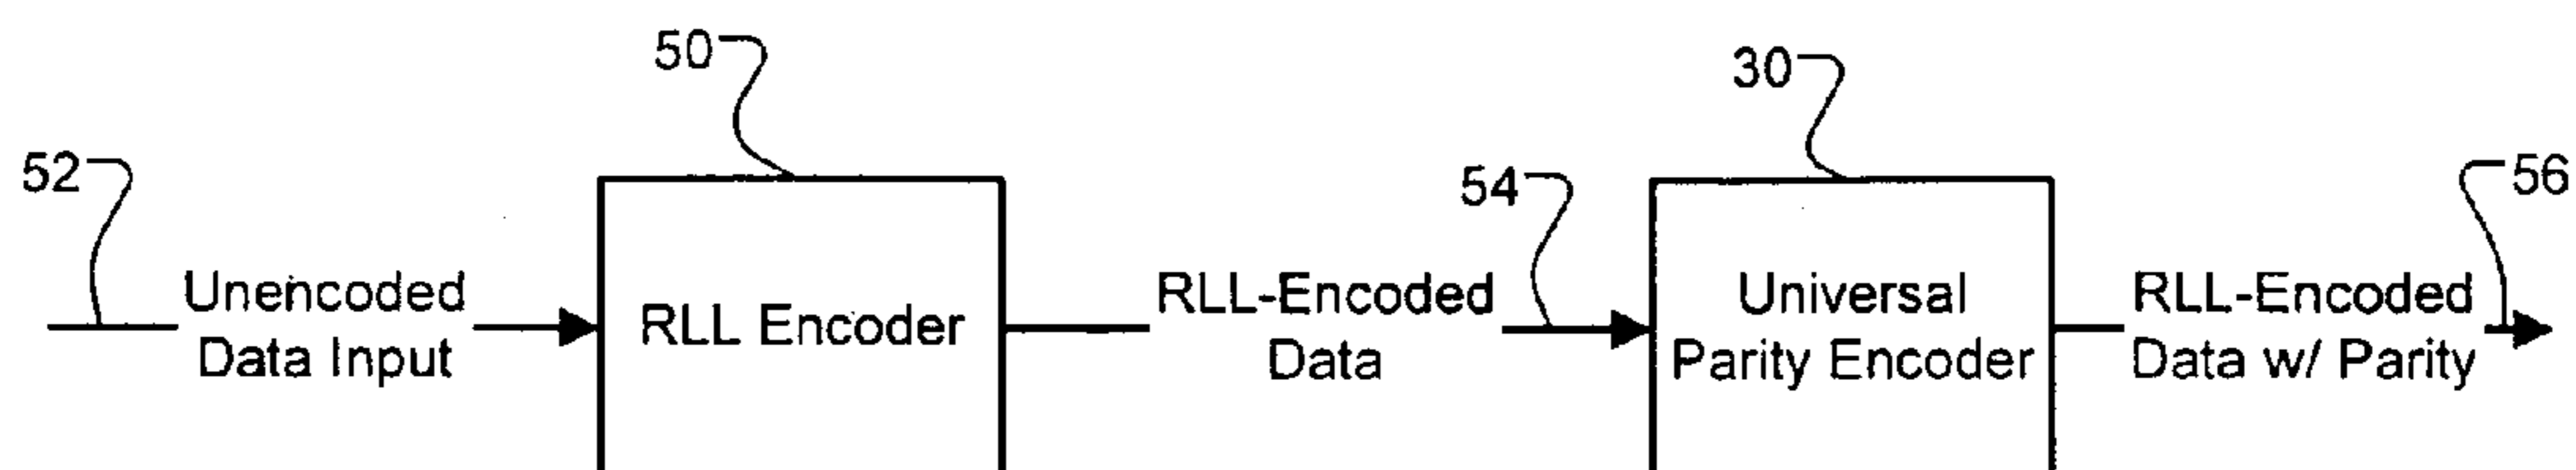 50
30
52
54
56
Unencoded
Data Input
RLL Encoder
RLL-Encoded
Data
Universal
Parity Encoder
RLL-Encoded
Data w/ Parity